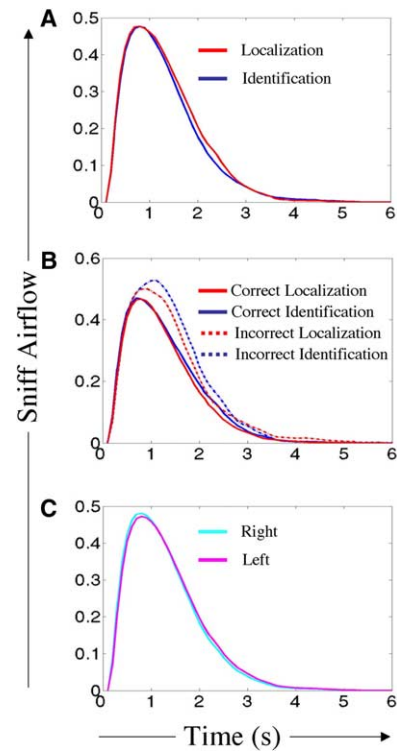 A
0.5
0.4
0.3
0.2
0.1
0
Localization
Identification
0 1 2 3 4 5 6
B
0.6
0.4
0.2
0
Correct Localization
Correct Identification
Incorrect Localization
Incorrect Identification
0 1 2 3 4 5 6
C
0.5
0.4
0.3
0.2
0.1
0
Right
Left
0 1 2 3 4 5 6
Sniff Airflow
Time (s)